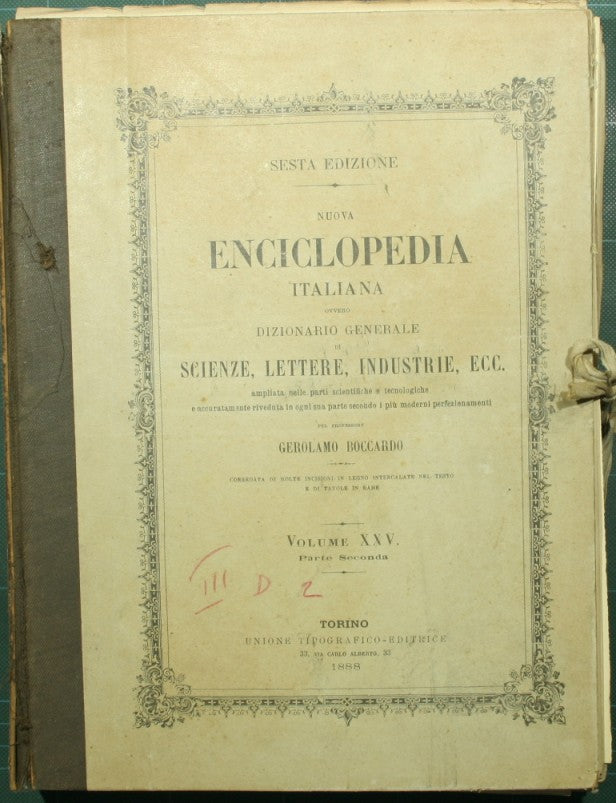 SESTA EDIZIONE
NUOVA
ENCICLOPEDIA
ITALIANA
OVVERO
DIZIONARIO GENERALE
DI
SCIENZE, LETTERE, INDUSTRIE, ECC.
ampliata nelle parti scientifiche e tecnologiche
e accuratamente riveduta in ogni sua parte secondo i più moderni perfezionamenti
PEL PROFESSORE
GEROLAMO BOCCARDO
CORREDATA DI MOLTE INCISIONI IN LEGNO INTERCALATE NEL TESTO
E DI TAVOLE IN RAME
VOLUME XXV.
Parte Seconda
III D 2
TORINO
UNIONE TIPOGRAFICO-EDITRICE
33, VIA CARLO ALBERTO, 33
1888